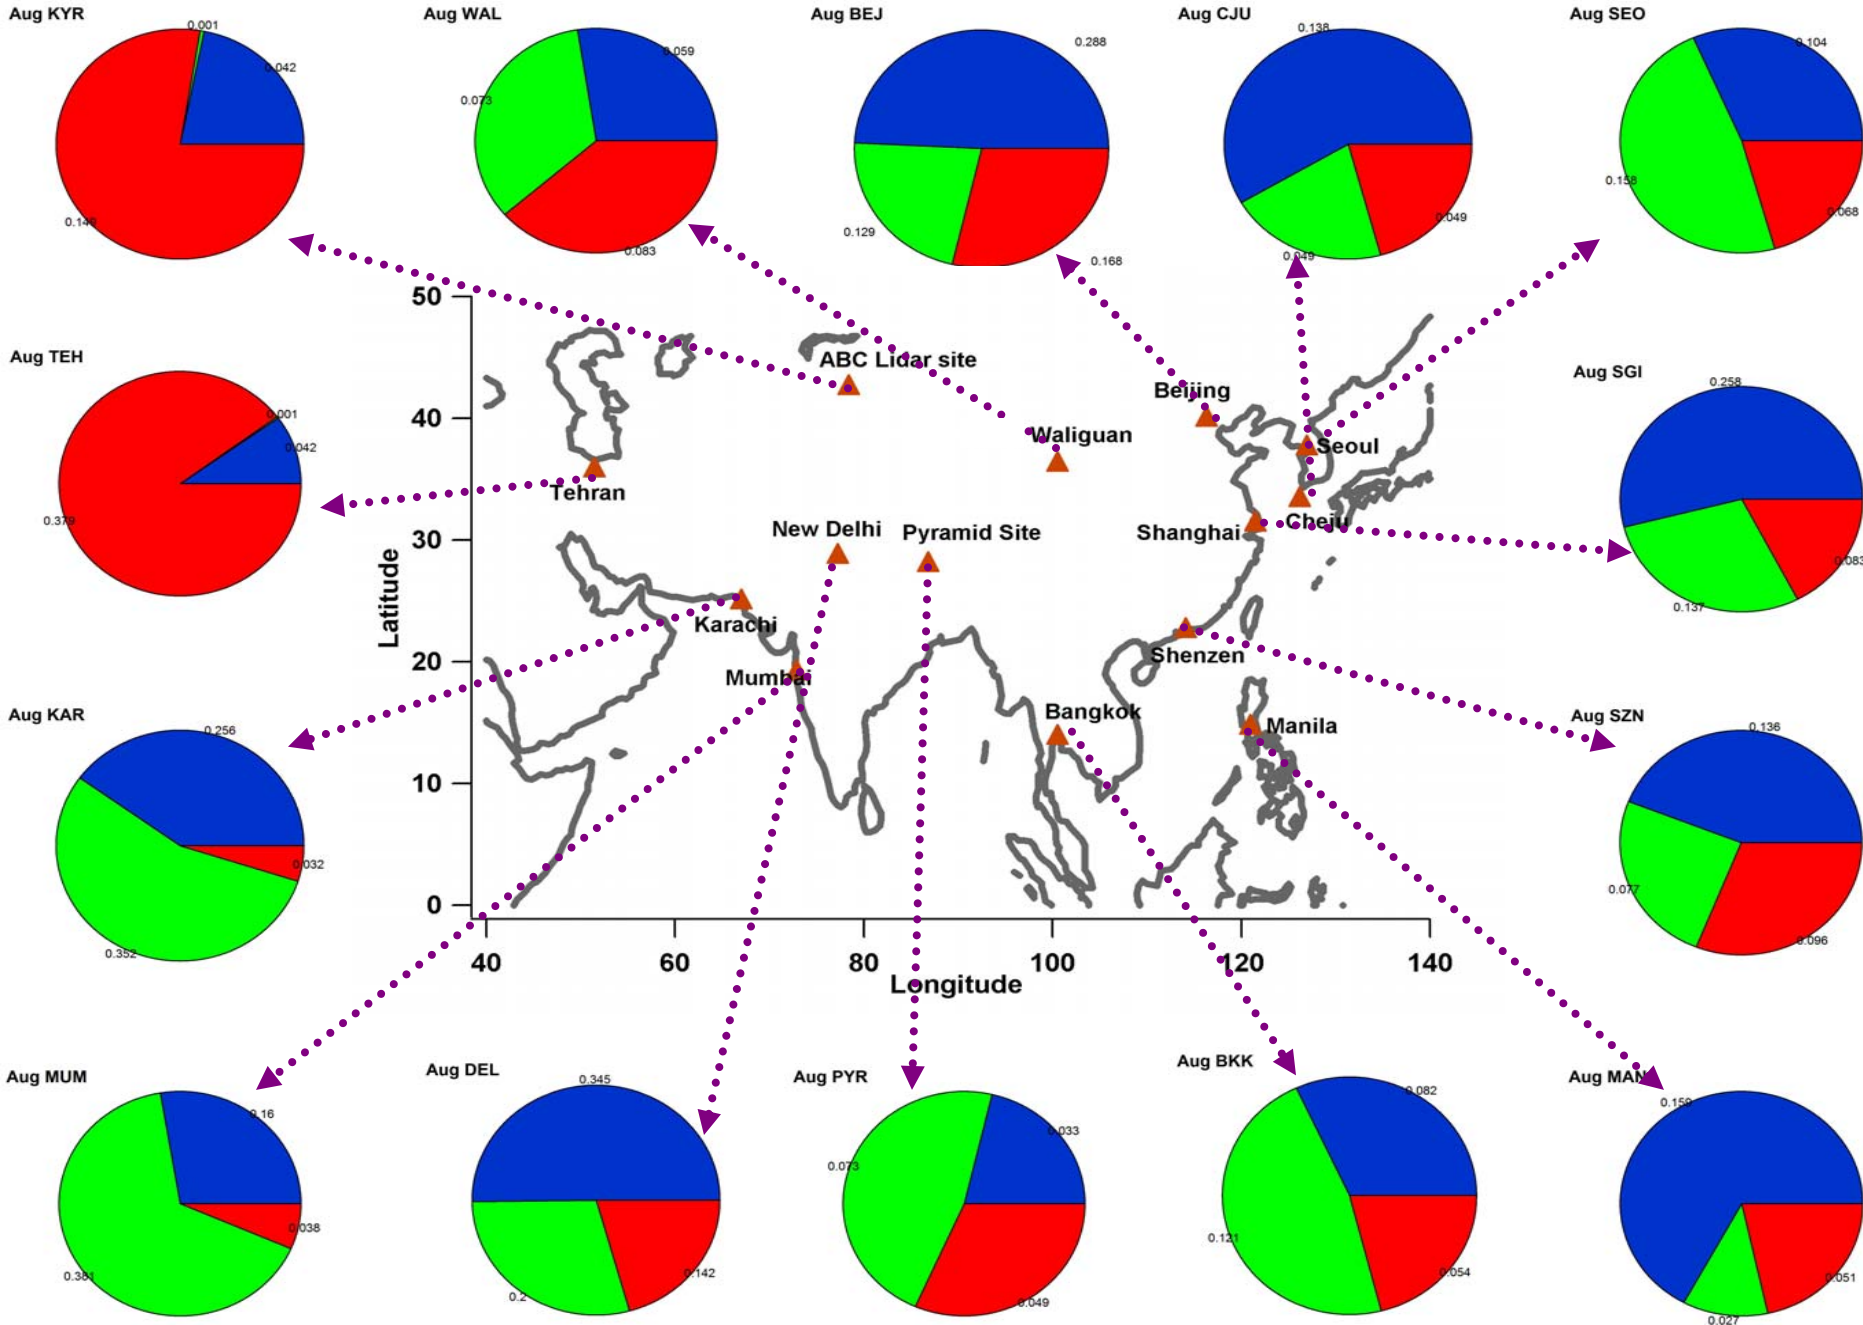 Aug KYR
0.001
0.042
0.149
Aug WAL
0.059
0.073
0.083
Aug BEJ
0.288
0.129
0.168
Aug CJU
0.138
0.049
0.049
Aug SEO
0.104
0.158
0.068
Aug TEH
0.001
0.042
0.379
Aug SGI
0.258
0.083
0.137
Aug KAR
0.256
0.032
0.352
Aug SZN
0.136
0.077
0.096
50
40
30
20
10
0
Latitude
ABC Lidar site
Beijing
Waliguan
Seoul
Tehran
Cheju
New Delhi
Pyramid Site
Shanghai
Karachi
Shenzen
Mumbai
Bangkok
Manila
40
60
80
100
120
140
Longitude
Aug MUM
0.16
0.038
0.381
Aug DEL
0.345
0.142
0.2
Aug PYR
0.033
0.073
0.049
Aug BKK
0.082
0.121
0.054
Aug MAN
0.159
0.051
0.027